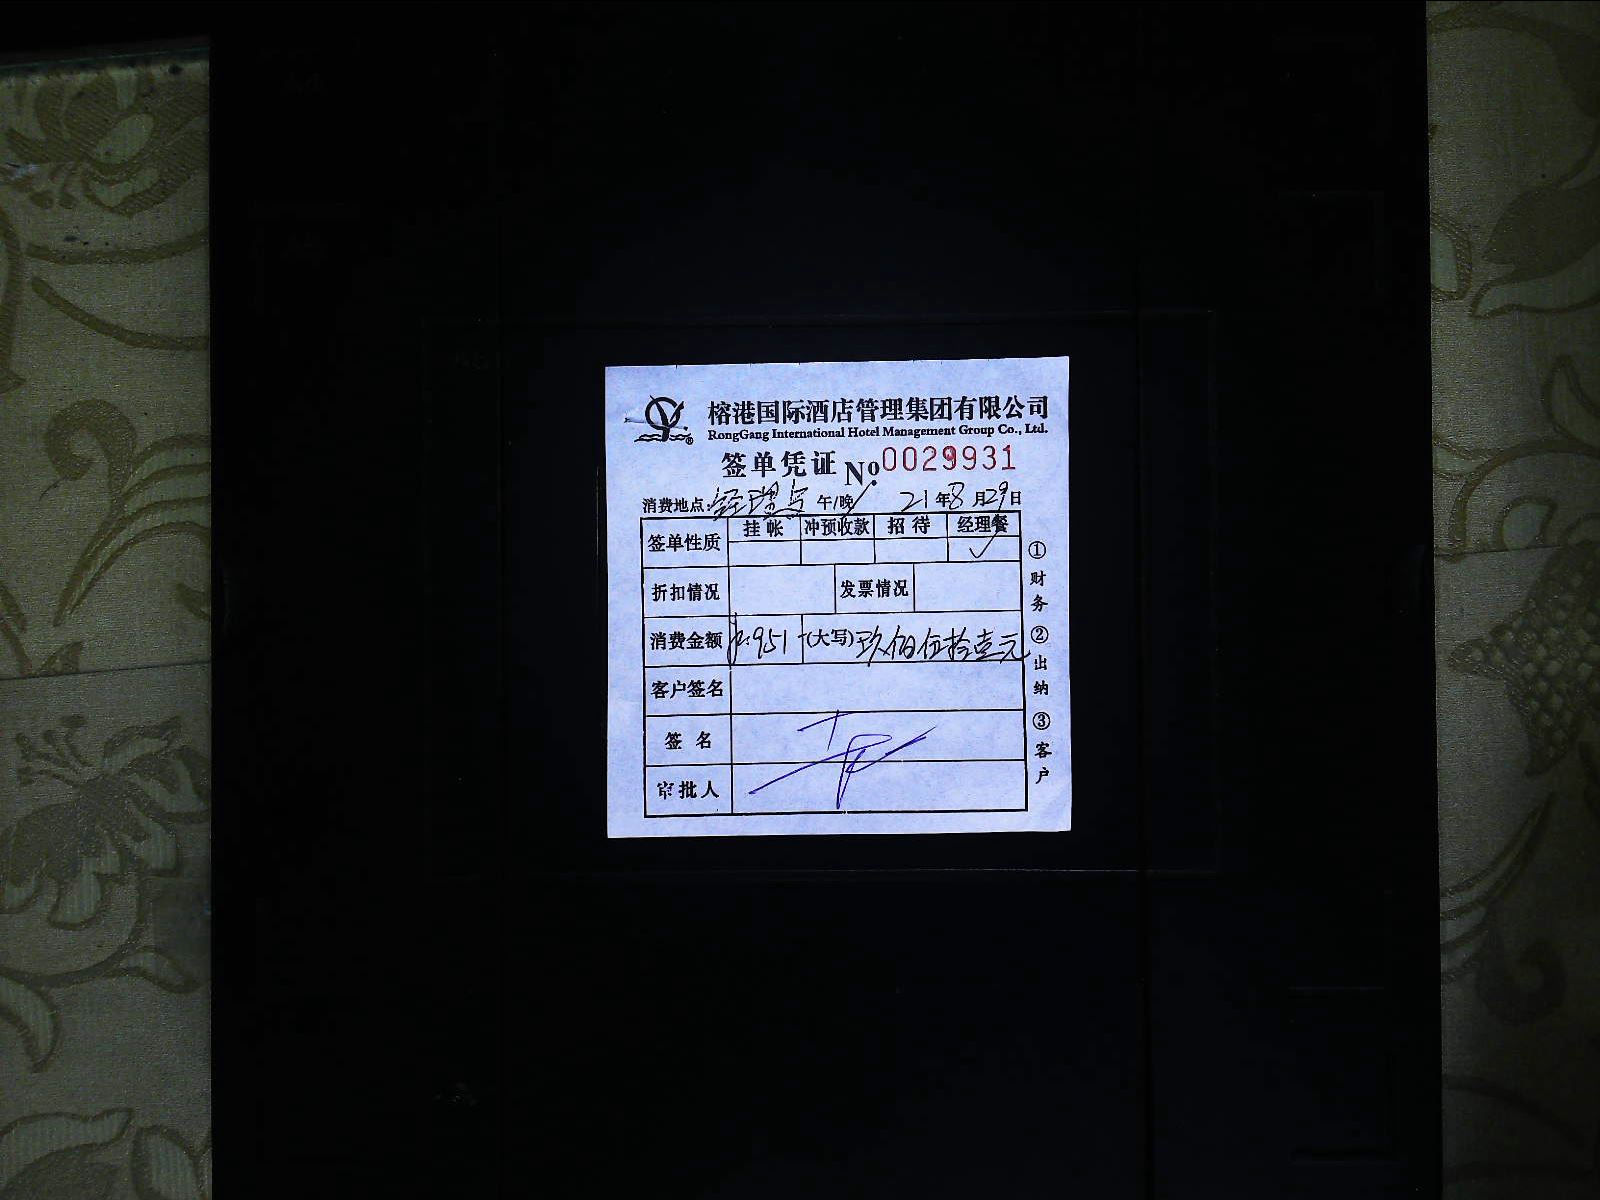 榕港国际酒店管理集团有限公司
RongGang International Hotel Management Group Co., Ltd.
签单凭证 Nº 0029931
消费地点: 经理 午/晚 21年8月29日
签单性质 挂帐 冲预收款 招待 经理餐
✓
折扣情况 发票情况
消费金额 ¥:951 (大写) 玖佰伍拾壹元
客户签名
签名
审批人
①财务 ②出纳 ③客户